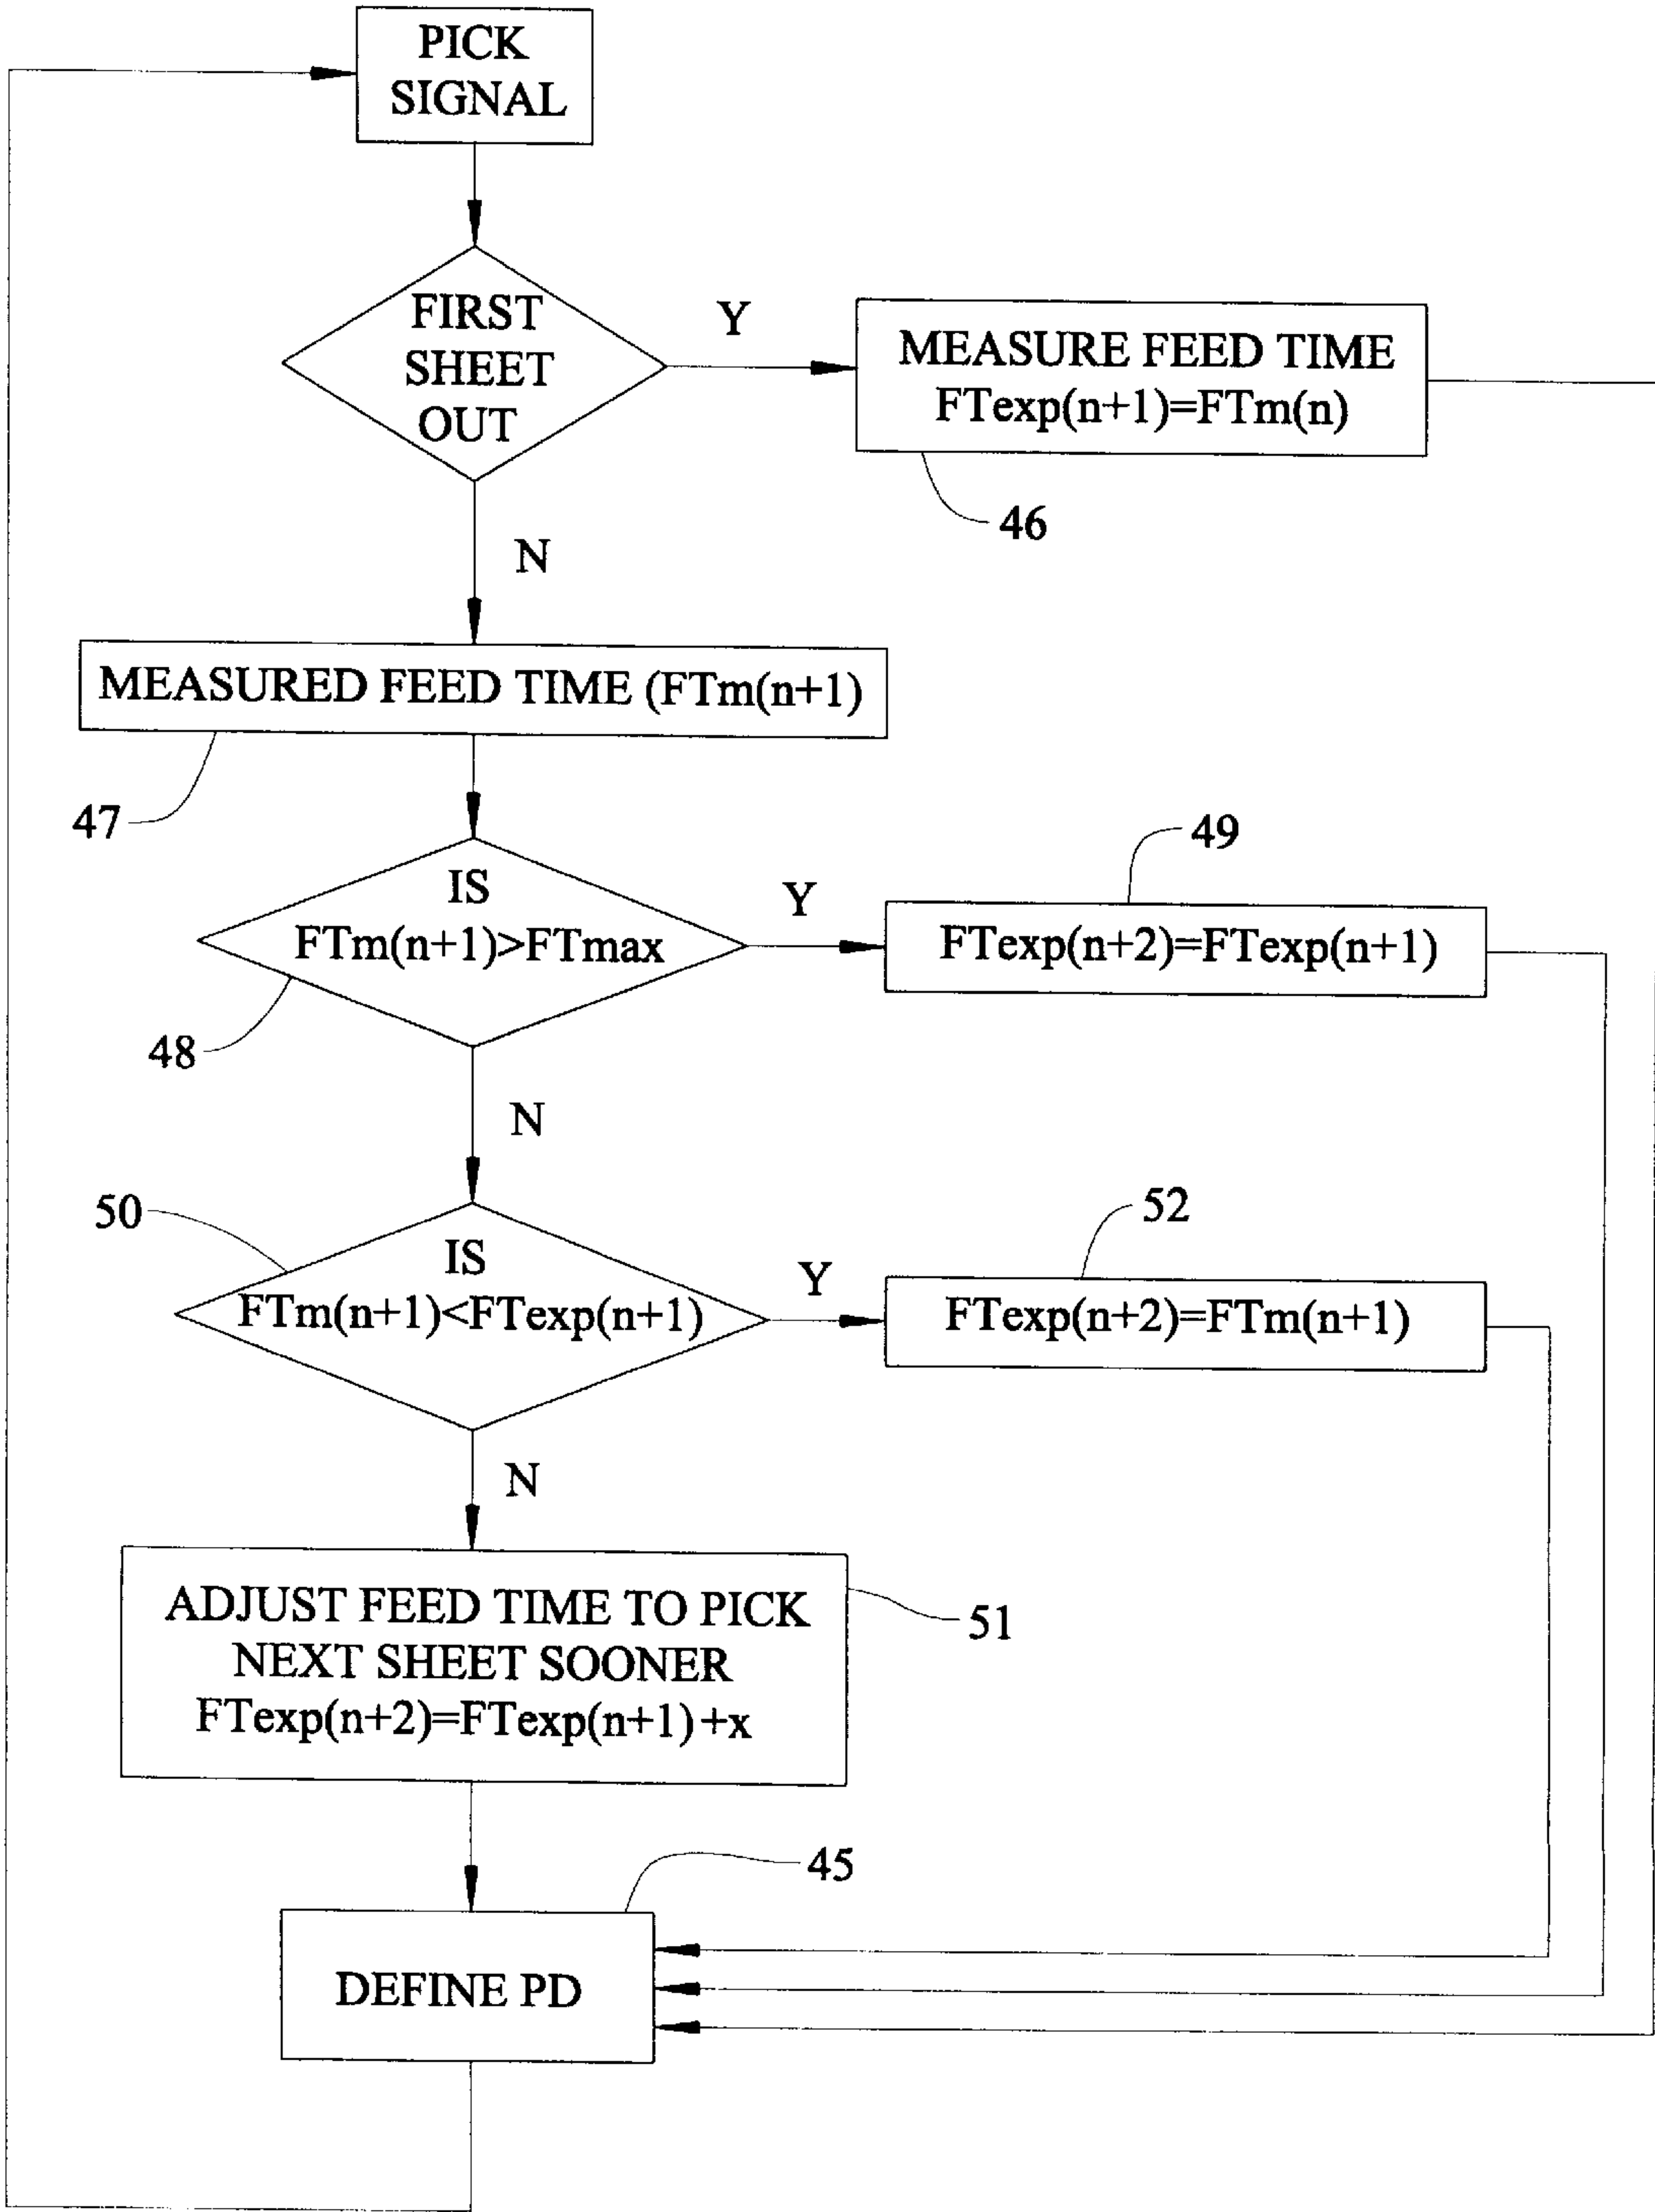 PICK
SIGNAL
FIRST
SHEET
OUT
Y
MEASURE FEED TIME
FTexp(n+1)=FTm(n)
46
N
MEASURED FEED TIME (FTm(n+1)
47
IS
FTm(n+1)>FTmax
48
Y
49
FTexp(n+2)=FTexp(n+1)
N
50
IS
FTm(n+1)<FTexp(n+1)
Y
52
FTexp(n+2)=FTm(n+1)
N
ADJUST FEED TIME TO PICK
NEXT SHEET SOONER
FTexp(n+2)=FTexp(n+1)+x
51
45
DEFINE PD